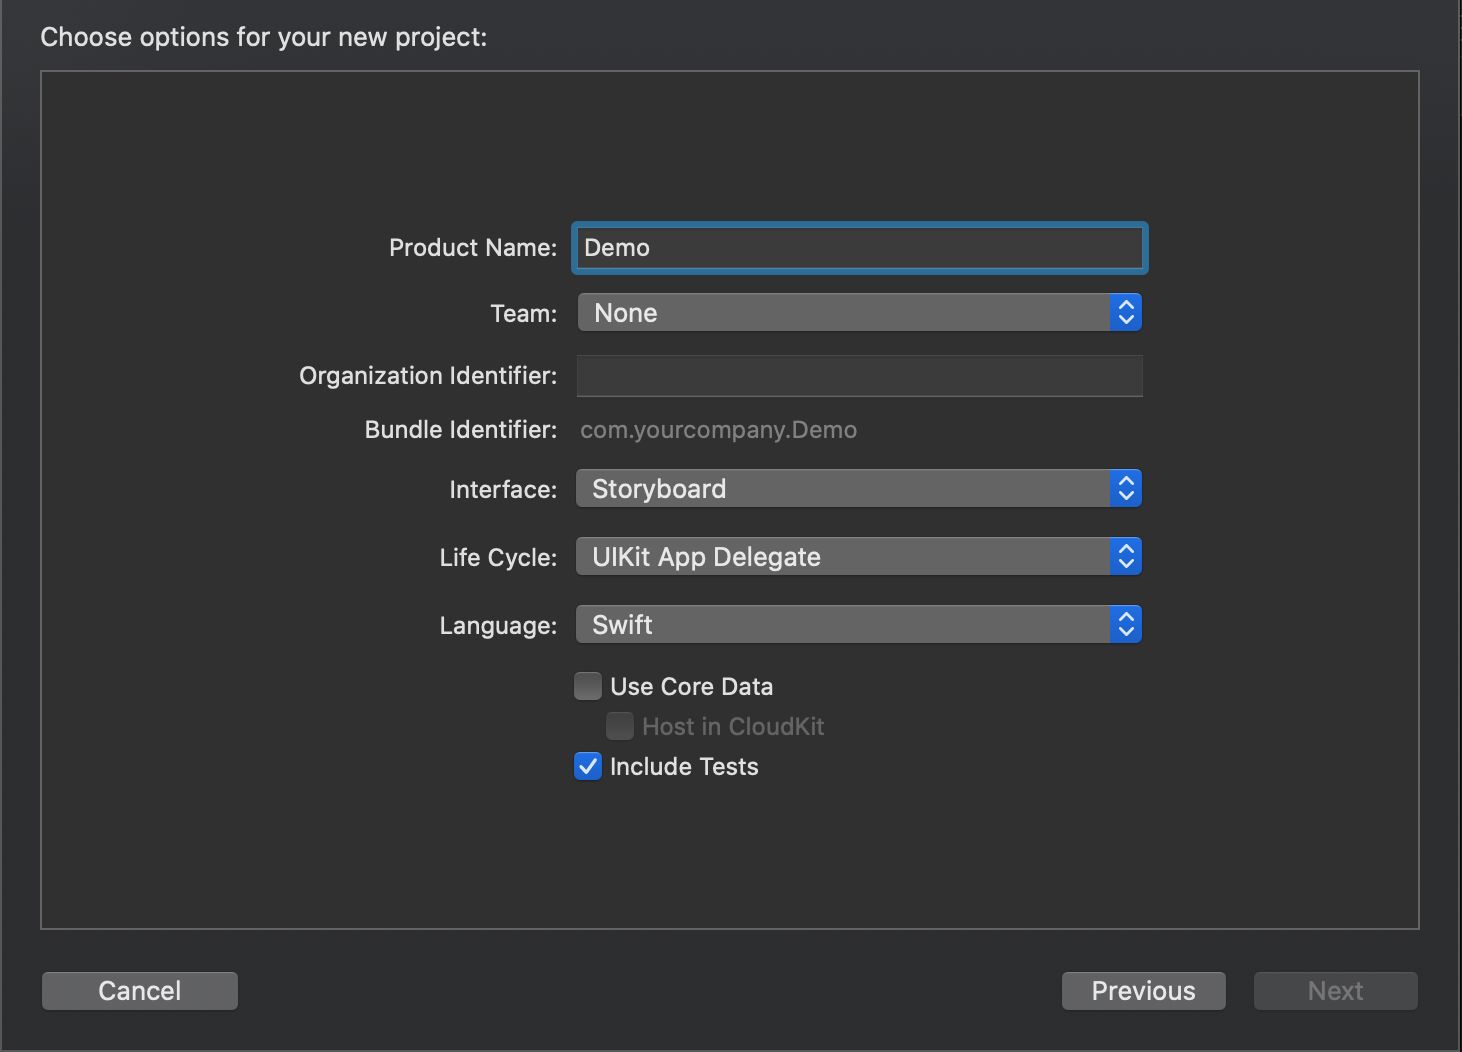 Choose options for your new project:
Product Name: Demo
Team: None
Organization Identifier:
Bundle Identifier: com.yourcompany.Demo
Interface: Storyboard
Life Cycle: UIKit App Delegate
Language: Swift
Use Core Data
Host in CloudKit
Include Tests
Cancel Previous Next